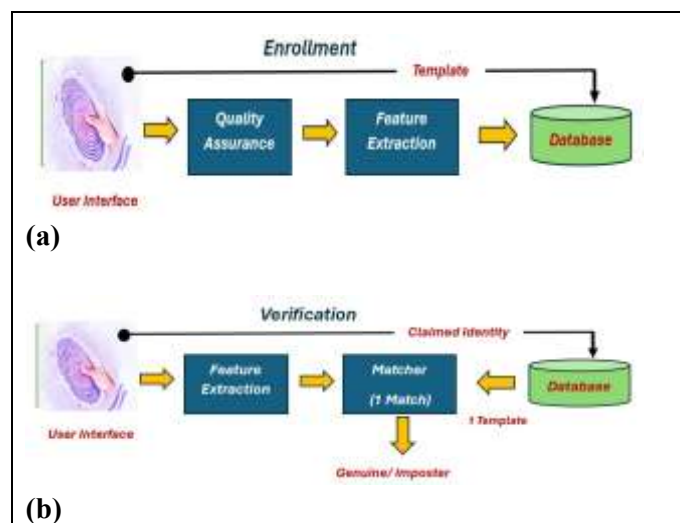 Enrollment
Template
Quality
Assurance
Feature
Extraction
Database
User Interface
(a)
Verification
Claimed Identity
Feature
Extraction
Matcher
(1 Match)
Database
1 Template
User Interface
Genuine/ Imposter
(b)